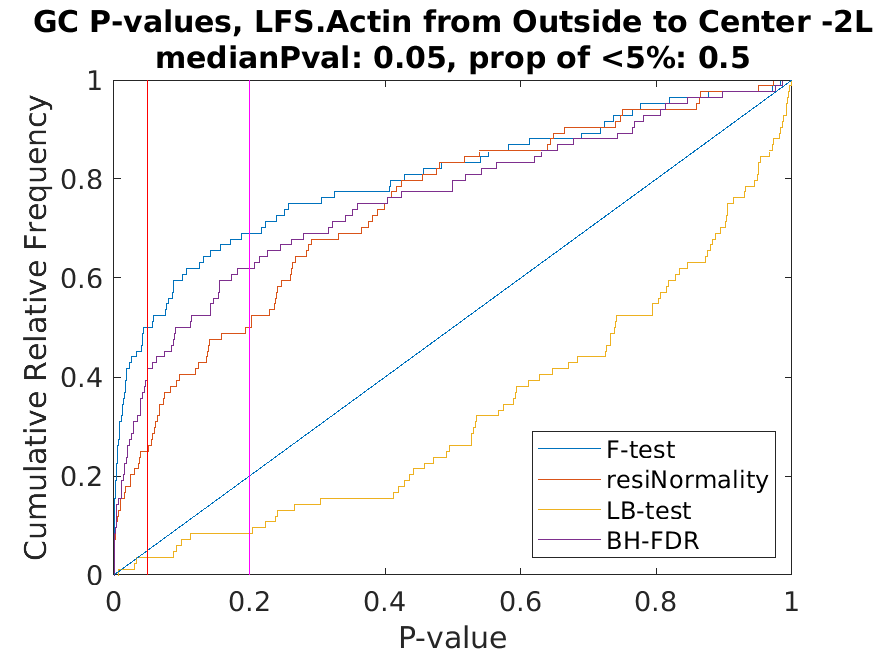 GC P-values, LFS.Actin from Outside to Center -2L
medianPval: 0.05, prop of <5%: 0.5
1
0.8
0.6
0.4
0.2
0
Cumulative Relative Frequency
F-test
resiNormality
LB-test
BH-FDR
0 0.2 0.4 0.6 0.8 1
P-value